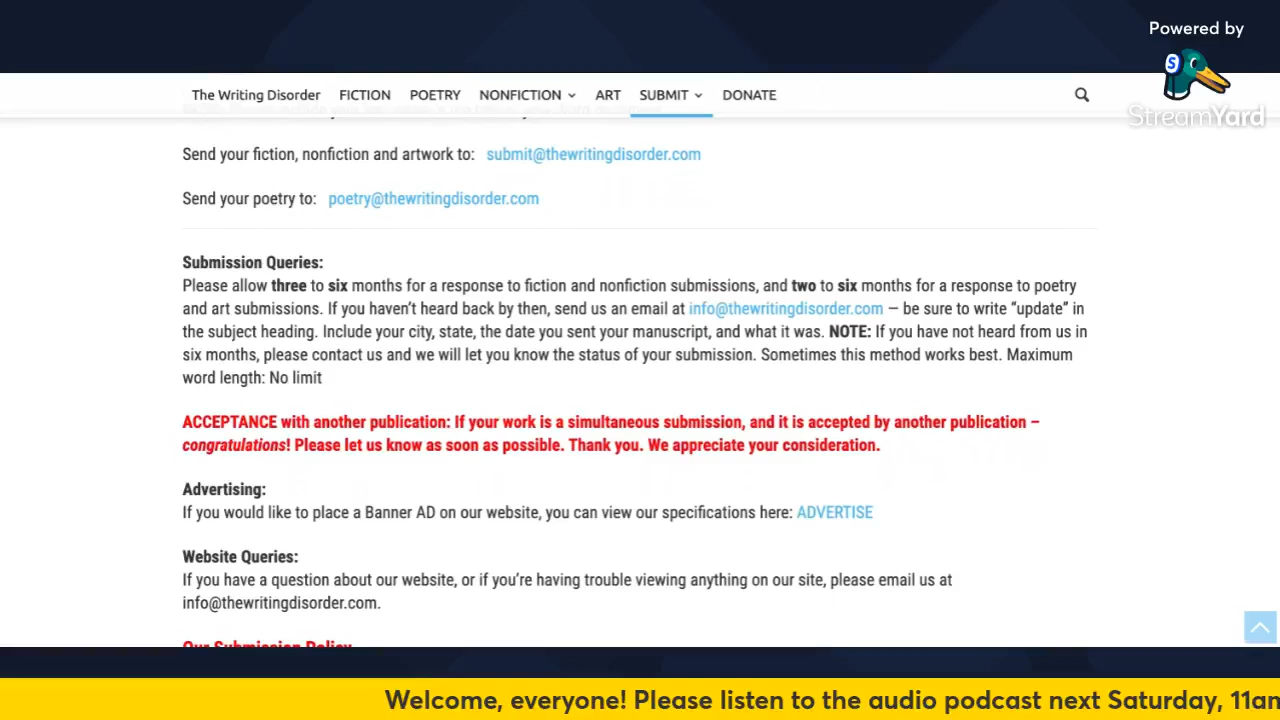 Powered by
StreamYard
The Writing Disorder FICTION POETRY NONFICTION ART SUBMIT DONATE
Send your fiction, nonfiction and artwork to: submit@thewritingdisorder.com
Send your poetry to: poetry@thewritingdisorder.com
Submission Queries:
Please allow three to six months for a response to fiction and nonfiction submissions, and two to six months for a response to poetry
and art submissions. If you haven’t heard back by then, send us an email at info@thewritingdisorder.com — be sure to write “update” in
the subject heading. Include your city, state, the date you sent your manuscript, and what it was. NOTE: If you have not heard from us in
six months, please contact us and we will let you know the status of your submission. Sometimes this method works best. Maximum
word length: No limit
ACCEPTANCE with another publication: If your work is a simultaneous submission, and it is accepted by another publication –
congratulations! Please let us know as soon as possible. Thank you. We appreciate your consideration.
Advertising:
If you would like to place a Banner AD on our website, you can view our specifications here: ADVERTISE
Website Queries:
If you have a question about our website, or if you’re having trouble viewing anything on our site, please email us at
info@thewritingdisorder.com.
Our Submission Policy
Welcome, everyone! Please listen to the audio podcast next Saturday, 11am